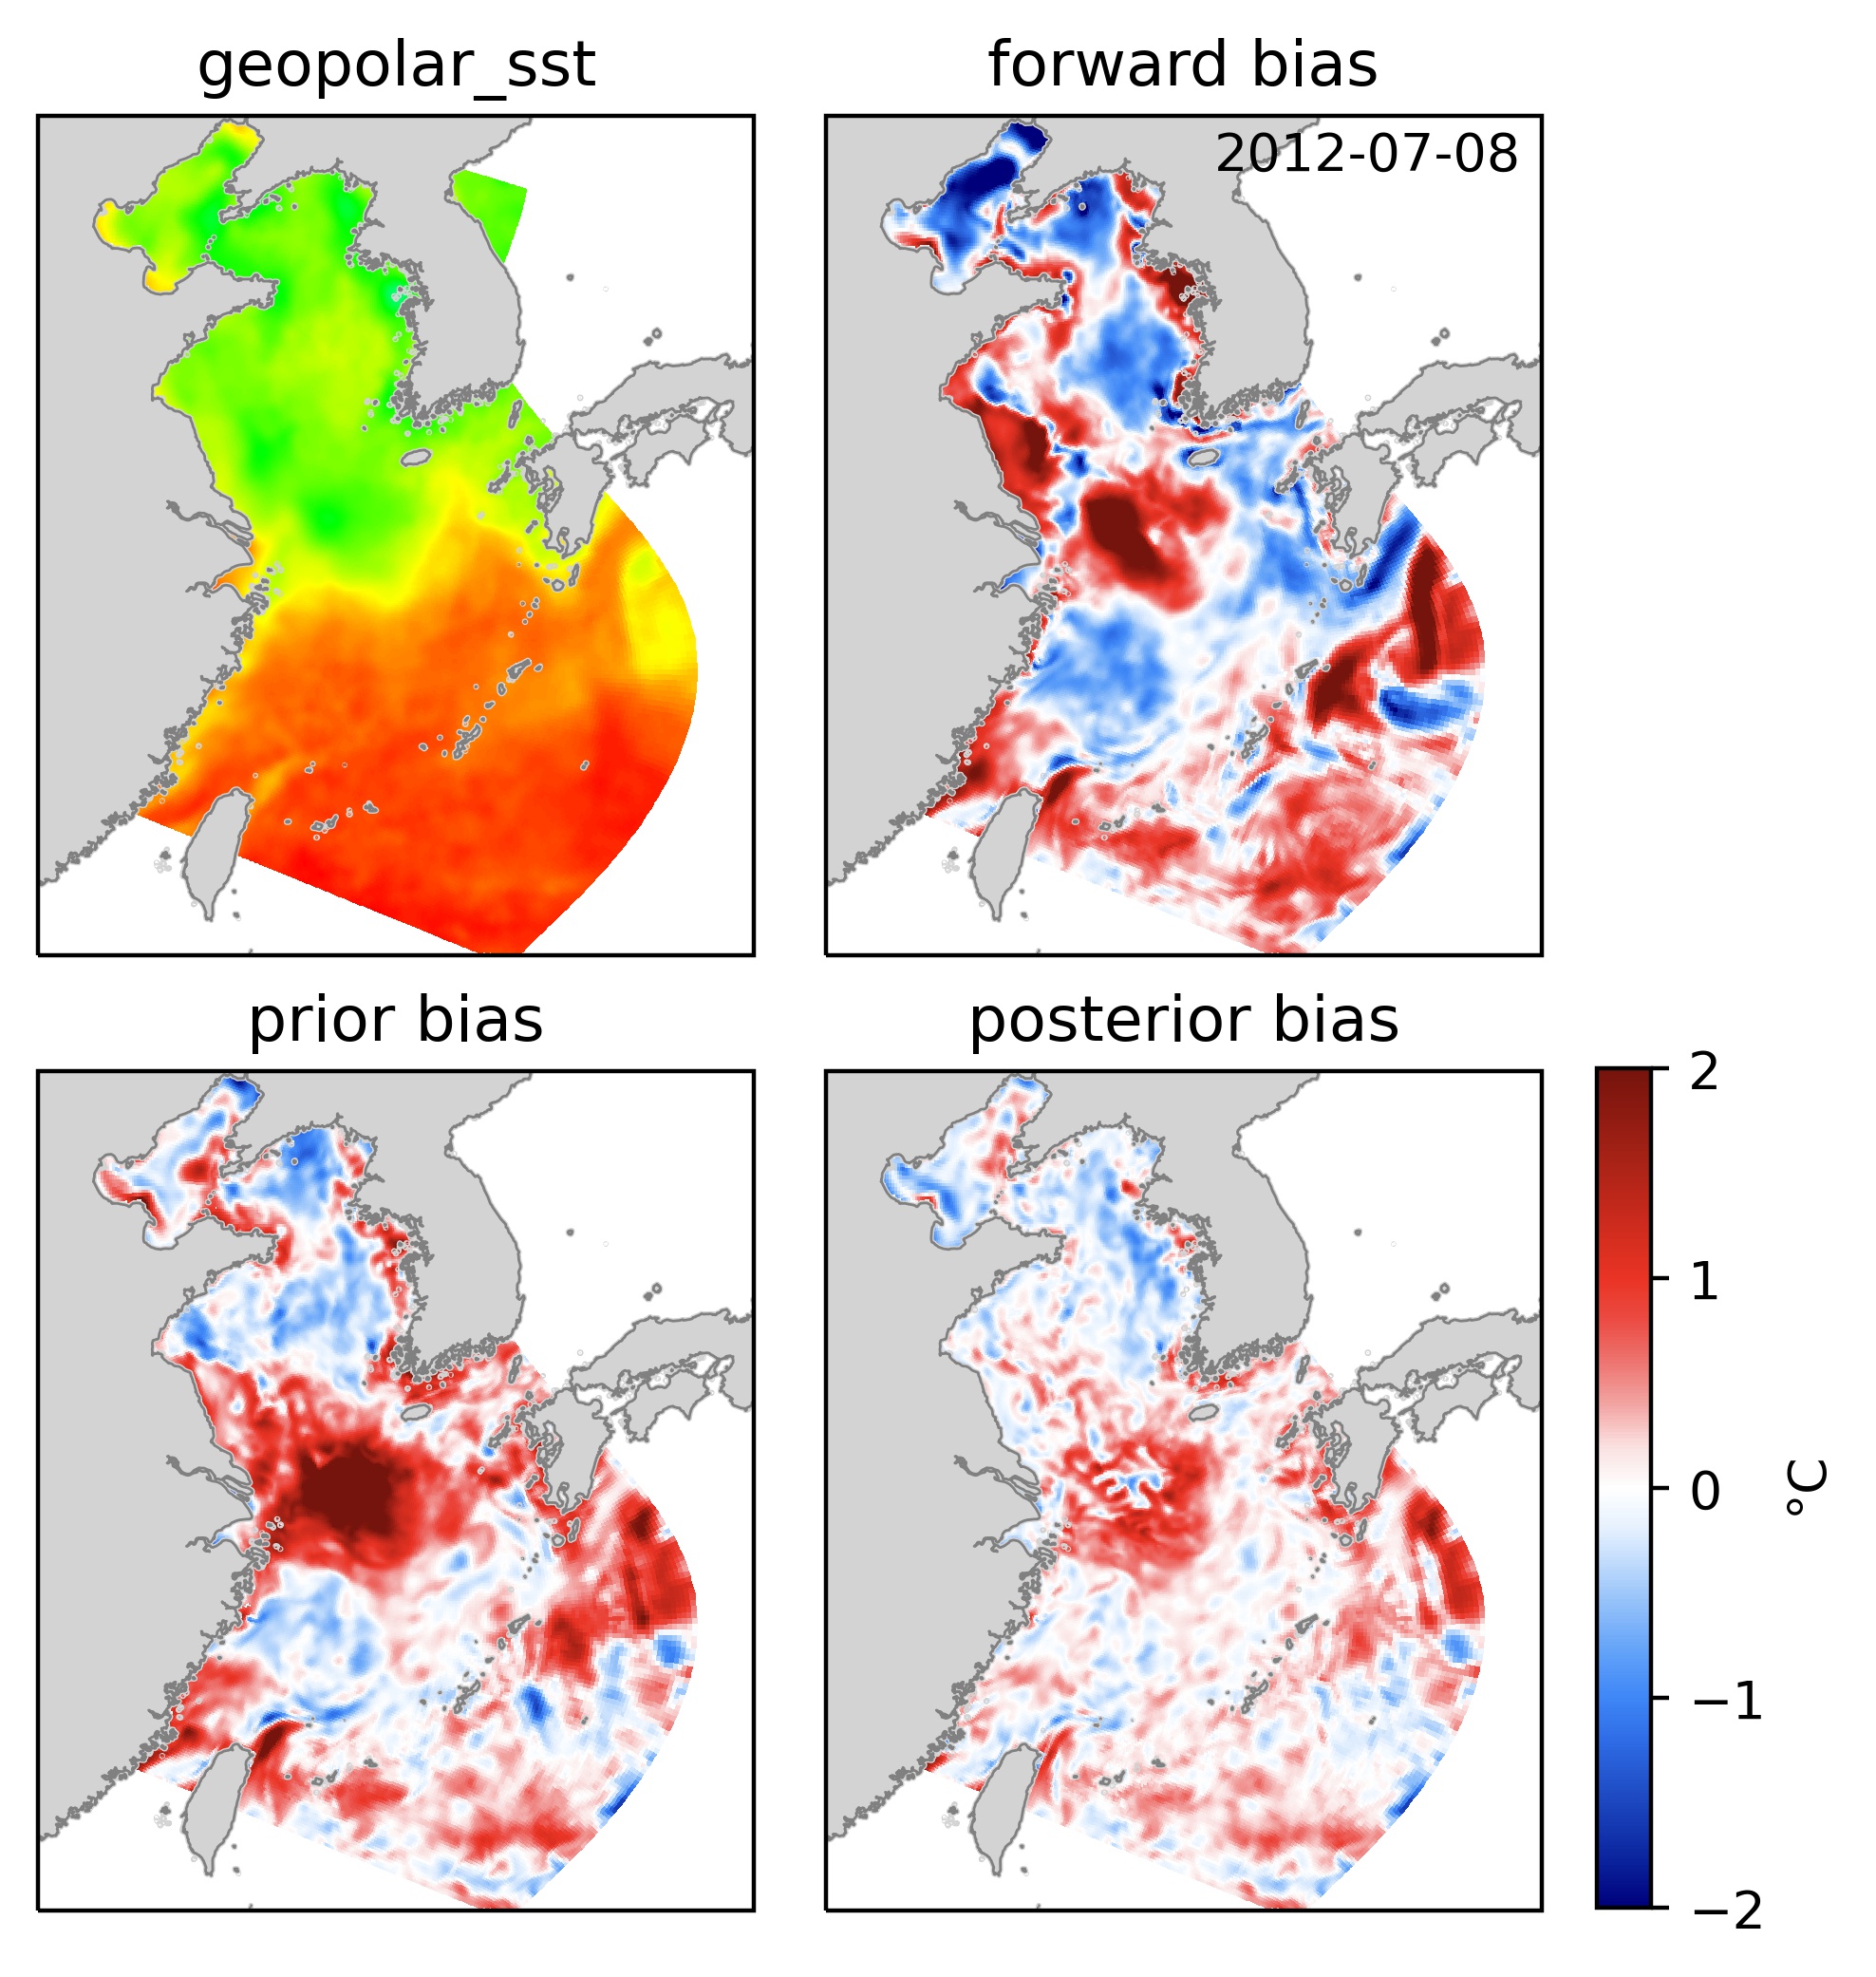 geopolar_sst
forward bias
2012-07-08
prior bias
posterior bias
2
1
0
−1
−2
°C